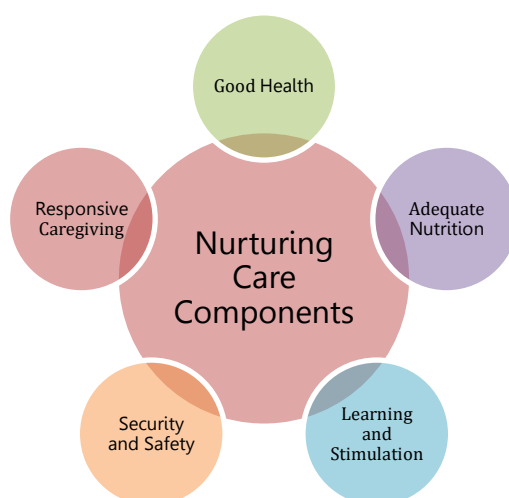 Good Health
Responsive
Caregiving
Adequate
Nutrition
Nurturing
Care
Components
Security
and Safety
Learning
and
Stimulation